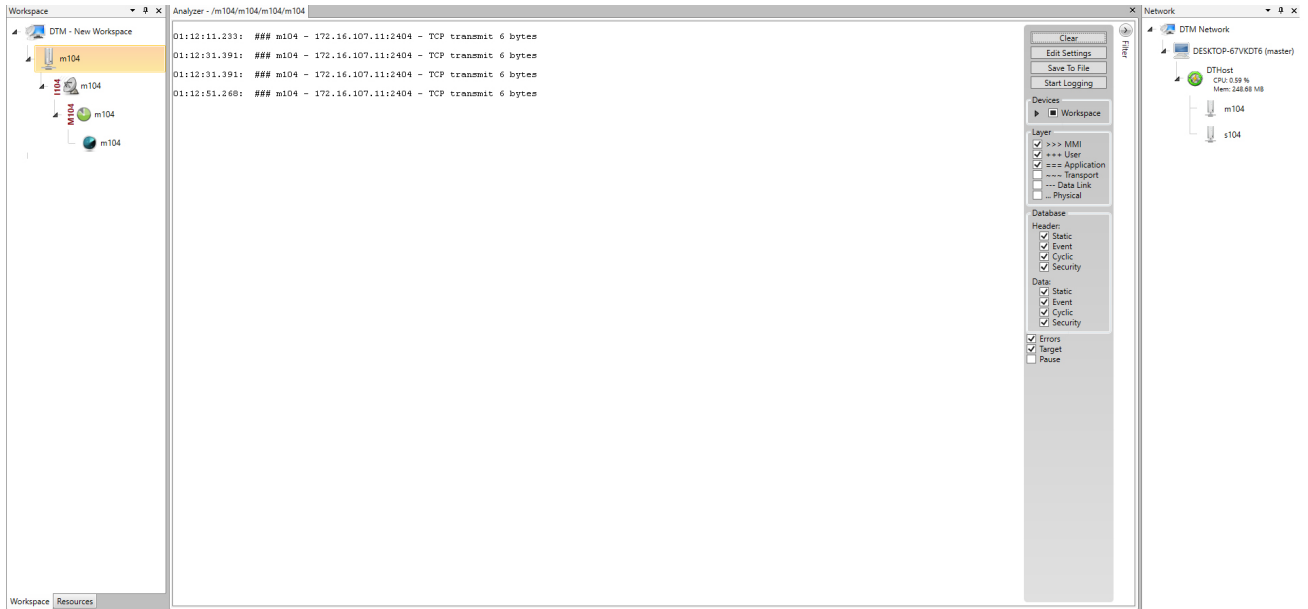 Workspace
DTM - New Workspace
m104
I104
m104
M104
m104
m104
Workspace
Resources
Analyzer - /m104/m104/m104/m104
01:12:11.233: ### m104 - 172.16.107.11:2404 - TCP transmit 6 bytes
01:12:31.391: ### m104 - 172.16.107.11:2404 - TCP transmit 6 bytes
01:12:31.391: ### m104 - 172.16.107.11:2404 - TCP transmit 6 bytes
01:12:51.268: ### m104 - 172.16.107.11:2404 - TCP transmit 6 bytes
Clear
Edit Settings
Save To File
Start Logging
Devices
Workspace
Layer
>>> MMI
+++ User
=== Application
~~~ Transport
--- Data Link
... Physical
Database
Header:
Static
Event
Cyclic
Security
Data:
Static
Event
Cyclic
Security
Errors
Target
Pause
Filter
Network
DTM Network
DESKTOP-67VKDT6 (master)
DTHost
CPU: 0.59 %
Mem: 248.68 MB
m104
s104